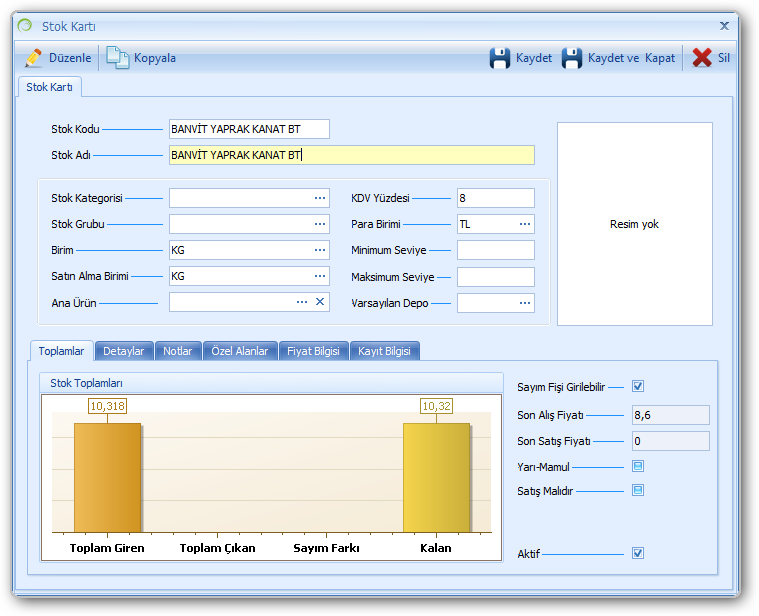 Stok Kartı
Düzenle Kopyala Kaydet Kaydet ve Kapat Sil
Stok Kartı
Stok Kodu BANVİT YAPRAK KANAT BT
Stok Adı BANVİT YAPRAK KANAT BT
Stok Kategorisi ... KDV Yüzdesi 8
Stok Grubu ... Para Birimi TL ...
Birim KG ... Minimum Seviye
Satın Alma Birimi KG ... Maksimum Seviye
Ana Ürün ... Varsayılan Depo ...
Resim yok
Toplamlar Detaylar Notlar Özel Alanlar Fiyat Bilgisi Kayıt Bilgisi
Stok Toplamları
10,318 10,32
Toplam Giren Toplam Çıkan Sayım Farkı Kalan
Sayım Fişi Girilebilir
Son Alış Fiyatı 8,6
Son Satış Fiyatı 0
Yarı-Mamul
Satış Malıdır
Aktif